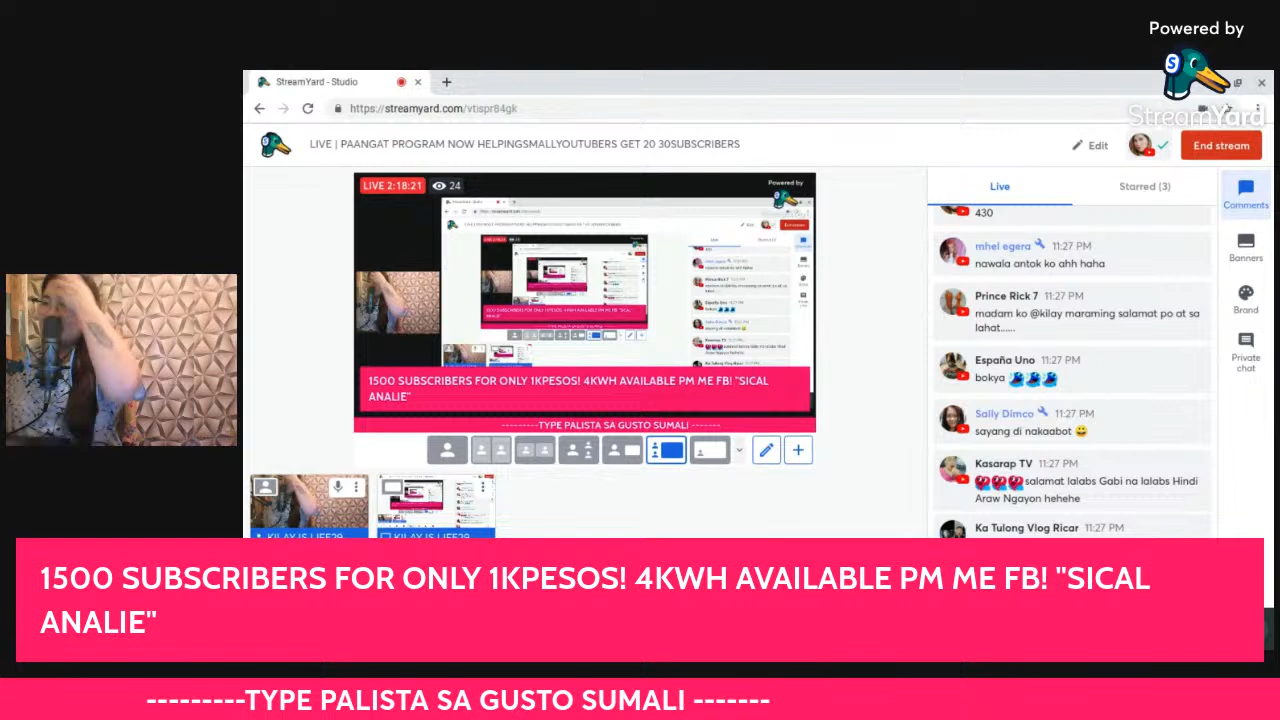 Powered by
StreamYard
StreamYard - Studio
https://streamyard.com/vtispr84gk
LIVE | PAANGAT PROGRAM NOW HELPINGSMALLYOUTUBERS GET 20 30SUBSCRIBERS
Edit
End stream
LIVE 2:18:21
24
Powered by
1500 SUBSCRIBERS FOR ONLY 1KPESOS! 4KWH AVAILABLE PM ME FB! "SICAL
ANALIE"
---------TYPE PALISTA SA GUSTO SUMALI -------
KILAY IS LIFE29
KILAY IS LIFE29
Live
Starred (3)
430
mhel egera 11:27 PM
nawala antok ko ahh haha
Prince Rick 7 11:27 PM
madam ko @kilay maraming salamat po at sa
lahat......
España Uno 11:27 PM
bokya
Sally Dimco 11:27 PM
sayang di nakaabot 😀
Kasarap TV 11:27 PM
salamat lalabs Gabi na lalabs Hindi
Araw Ngayon hehehe
Ka Tulong Vlog Ricar 11:27 PM
Comments
Banners
Brand
Private
chat
1500 SUBSCRIBERS FOR ONLY 1KPESOS! 4KWH AVAILABLE PM ME FB! "SICAL
ANALIE"
---------TYPE PALISTA SA GUSTO SUMALI -------